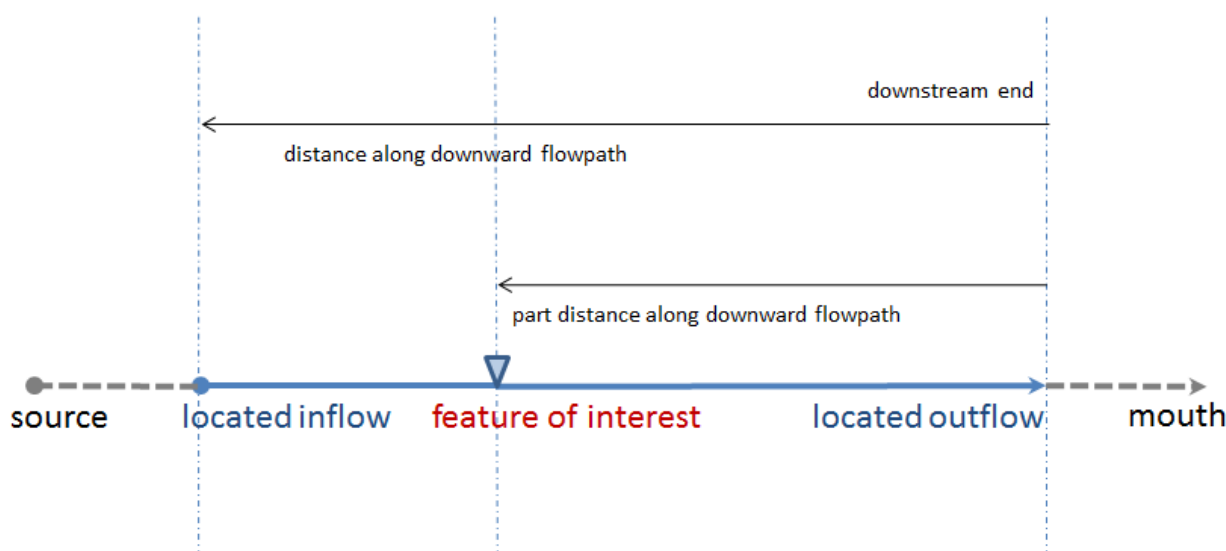 downstream end
distance along downward flowpath
part distance along downward flowpath
source
located inflow
feature of interest
located outflow
mouth